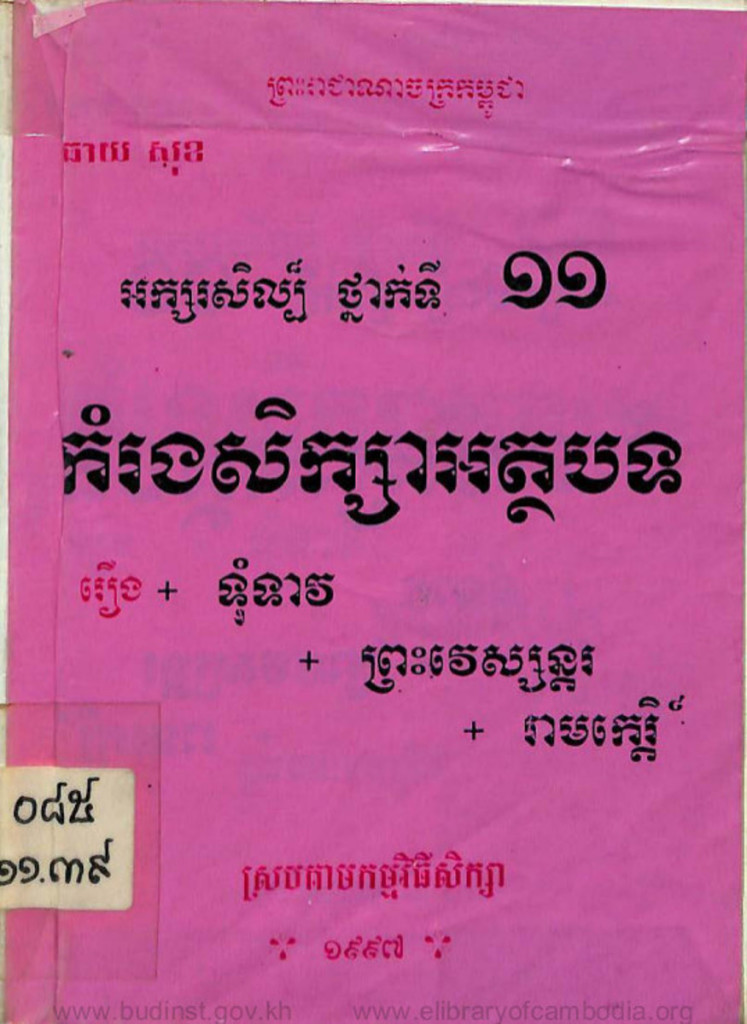 ព្រះរាជាណាចក្រកម្ពុជា
ឆាយ សុខ
អក្សរសិល្ប៍ ថ្នាក់ទី ១១
កំរងសិក្សាអត្ថបទ
រឿង + ទុំទាវ
+ ព្រះវេស្សន្តរ
+ រាមកេរ្តិ៍
០៨៥
១១.៣៩
ស្របតាមកម្មវិធីសិក្សា
១៩៩៧
www.budinst.gov.kh www.elibraryofcambodia.org